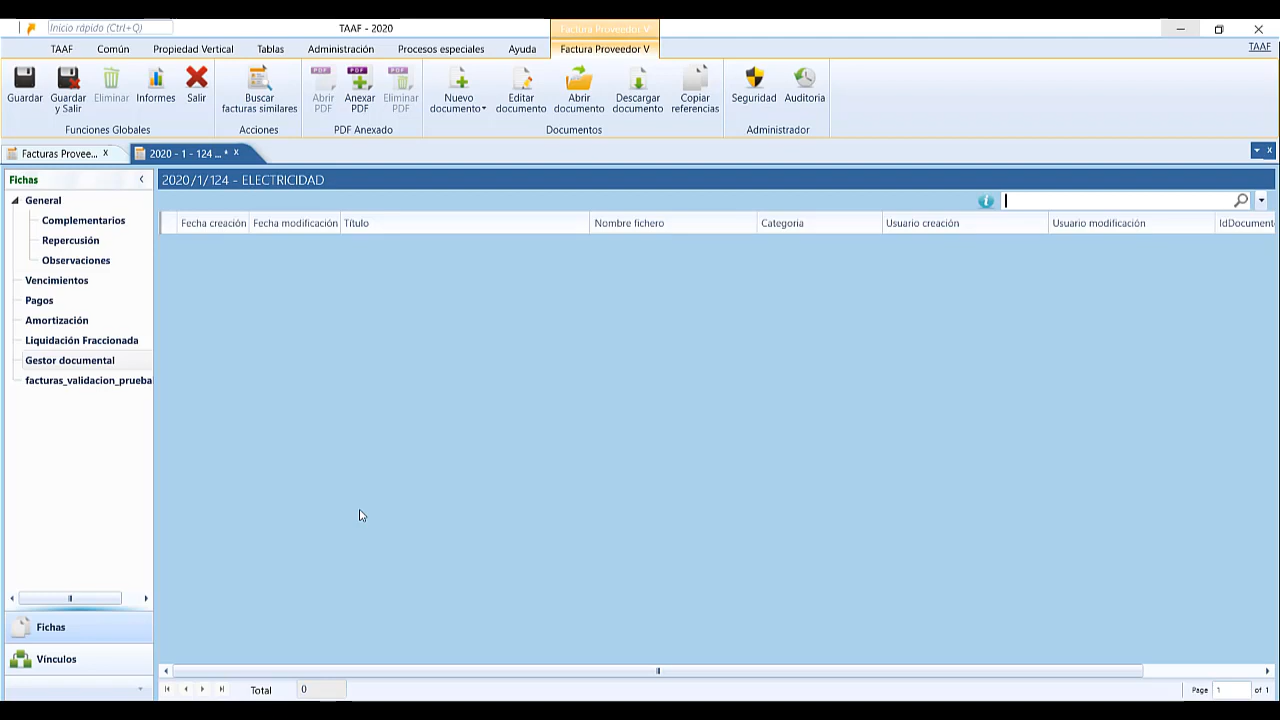 Inicio rápido (Ctrl+Q)
TAAF - 2020
Factura Proveedor V
TAAF
Común
Propiedad Vertical
Tablas
Administración
Procesos especiales
Ayuda
Factura Proveedor V
TAAF
Guardar
Guardar y Salir
Eliminar
Informes
Salir
Buscar facturas similares
PDF
Abrir PDF
PDF
Anexar PDF
PDF
Eliminar PDF
Nuevo documento
Editar documento
Abrir documento
Descargar documento
Copiar referencias
Seguridad
Auditoria
Funciones Globales
Acciones
PDF Anexado
Documentos
Administrador
Facturas Provee... x
2020 - 1 - 124 ... * x
Fichas
2020/1/124 - ELECTRICIDAD
General
Complementarios
Repercusión
Observaciones
Vencimientos
Pagos
Amortización
Liquidación Fraccionada
Gestor documental
facturas_validacion_prueba
Fecha creación
Fecha modificación
Título
Nombre fichero
Categoria
Usuario creación
Usuario modificación
IdDocument
Fichas
Vínculos
Total 0
Page 1 of 1